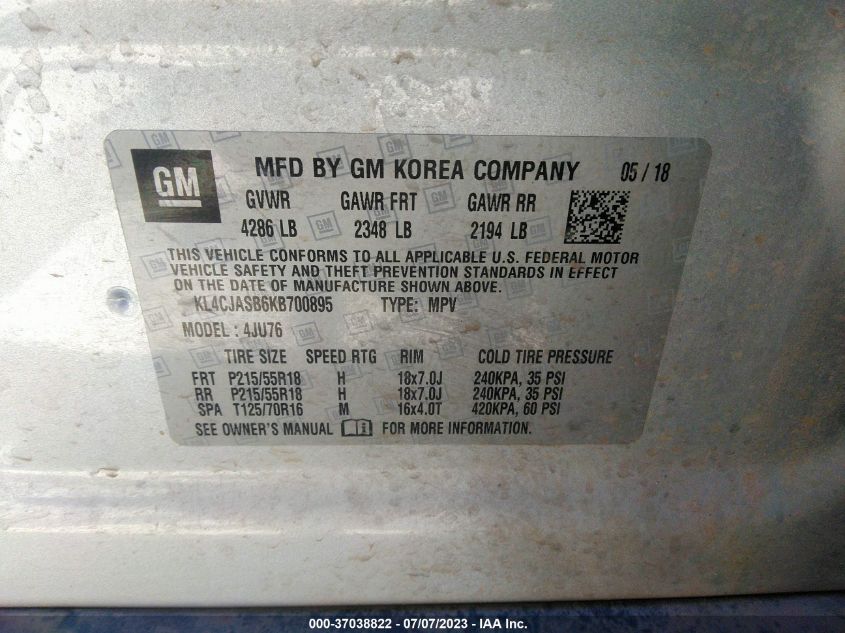 GM
MFD BY GM KOREA COMPANY 05 / 18
GVWR GAWR FRT GAWR RR
4286 LB 2348 LB 2194 LB
THIS VEHICLE CONFORMS TO ALL APPLICABLE U.S. FEDERAL MOTOR
VEHICLE SAFETY AND THEFT PREVENTION STANDARDS IN EFFECT
ON THE DATE OF MANUFACTURE SHOWN ABOVE.
KL4CJASB6KB700895 TYPE: MPV
MODEL : 4JU76
TIRE SIZE SPEED RTG RIM COLD TIRE PRESSURE
FRT P215/55R18 H 18x7.0J 240KPA, 35 PSI
RR P215/55R18 H 18x7.0J 240KPA, 35 PSI
SPA T125/70R16 M 16x4.0T 420KPA, 60 PSI
SEE OWNER'S MANUAL FOR MORE INFORMATION.
000-37038822 - 07/07/2023 - IAA Inc.